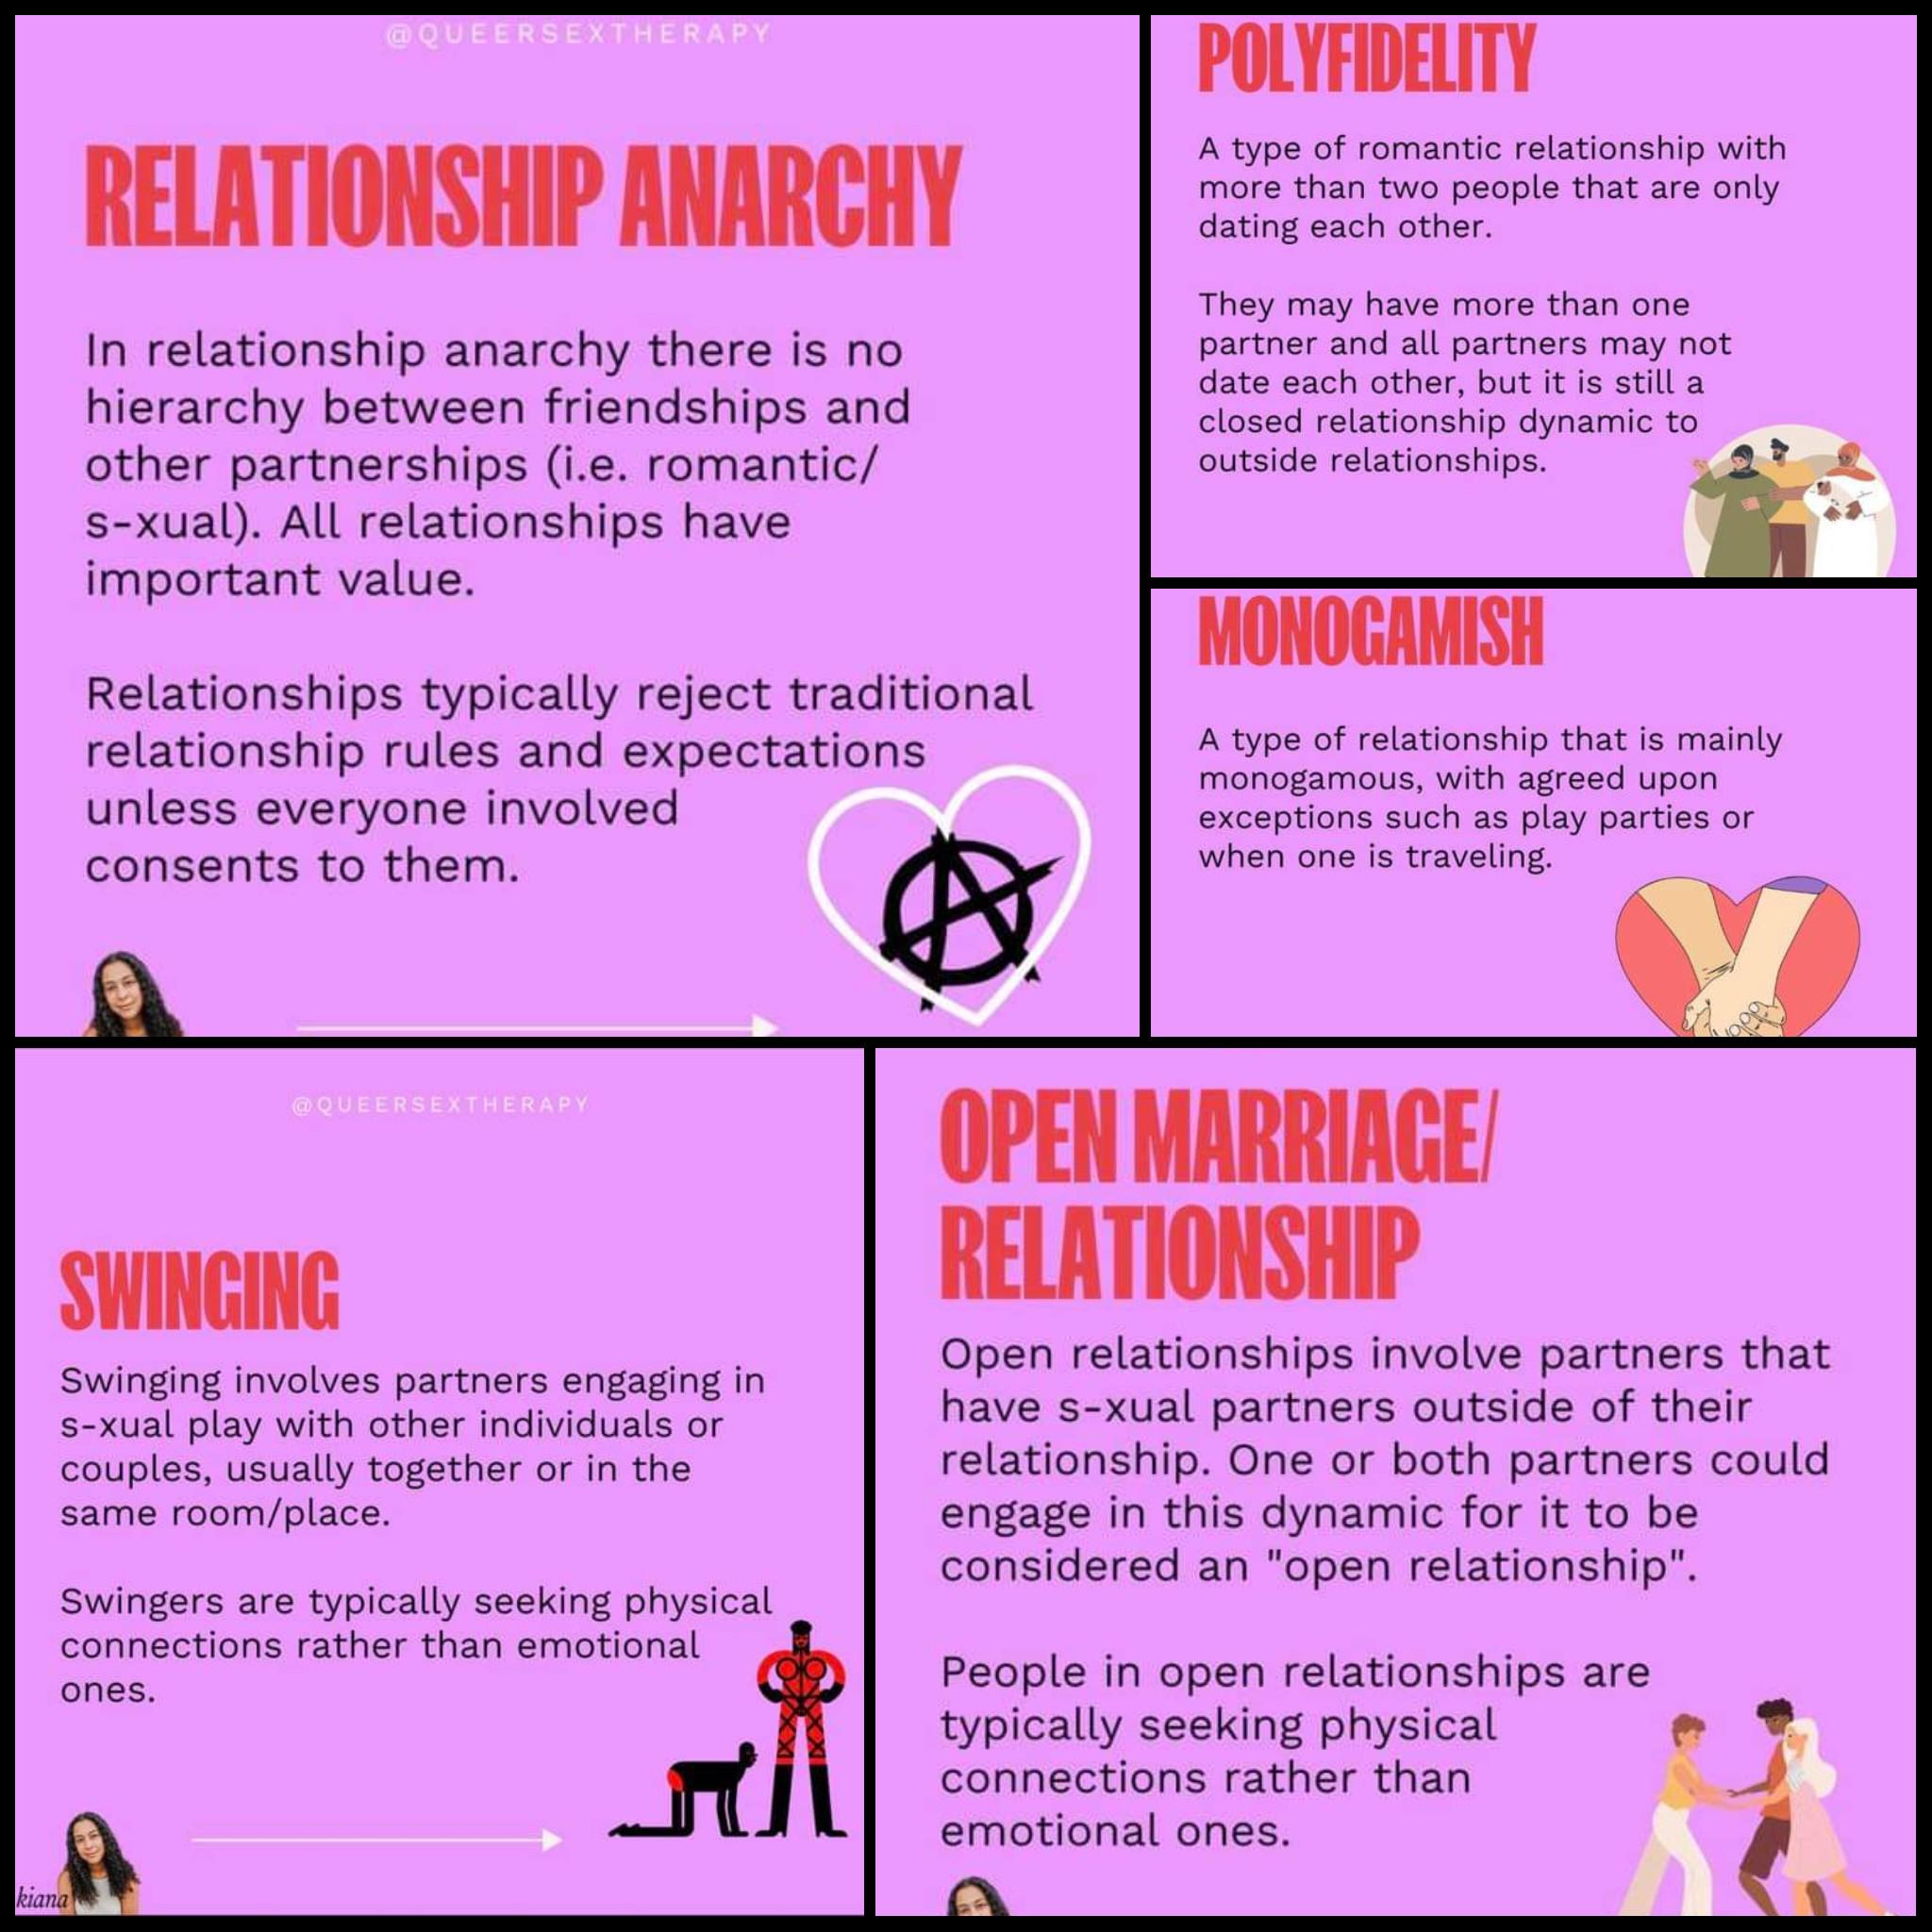 @QUEERSEXTHERAPY
RELATIONSHIP ANARCHY
In relationship anarchy there is no
hierarchy between friendships and
other partnerships (i.e. romantic/
s-xual). All relationships have
important value.
Relationships typically reject traditional
relationship rules and expectations
unless everyone involved
consents to them.
POLYFIDELITY
A type of romantic relationship with
more than two people that are only
dating each other.
They may have more than one
partner and all partners may not
date each other, but it is still a
closed relationship dynamic to
outside relationships.
MONOGAMISH
A type of relationship that is mainly
monogamous, with agreed upon
exceptions such as play parties or
when one is traveling.
@QUEERSEXTHERAPY
SWINGING
Swinging involves partners engaging in
s-xual play with other individuals or
couples, usually together or in the
same room/place.
Swingers are typically seeking physical
connections rather than emotional
ones.
kiana
OPEN MARRIAGE/
RELATIONSHIP
Open relationships involve partners that
have s-xual partners outside of their
relationship. One or both partners could
engage in this dynamic for it to be
considered an "open relationship".
People in open relationships are
typically seeking physical
connections rather than
emotional ones.